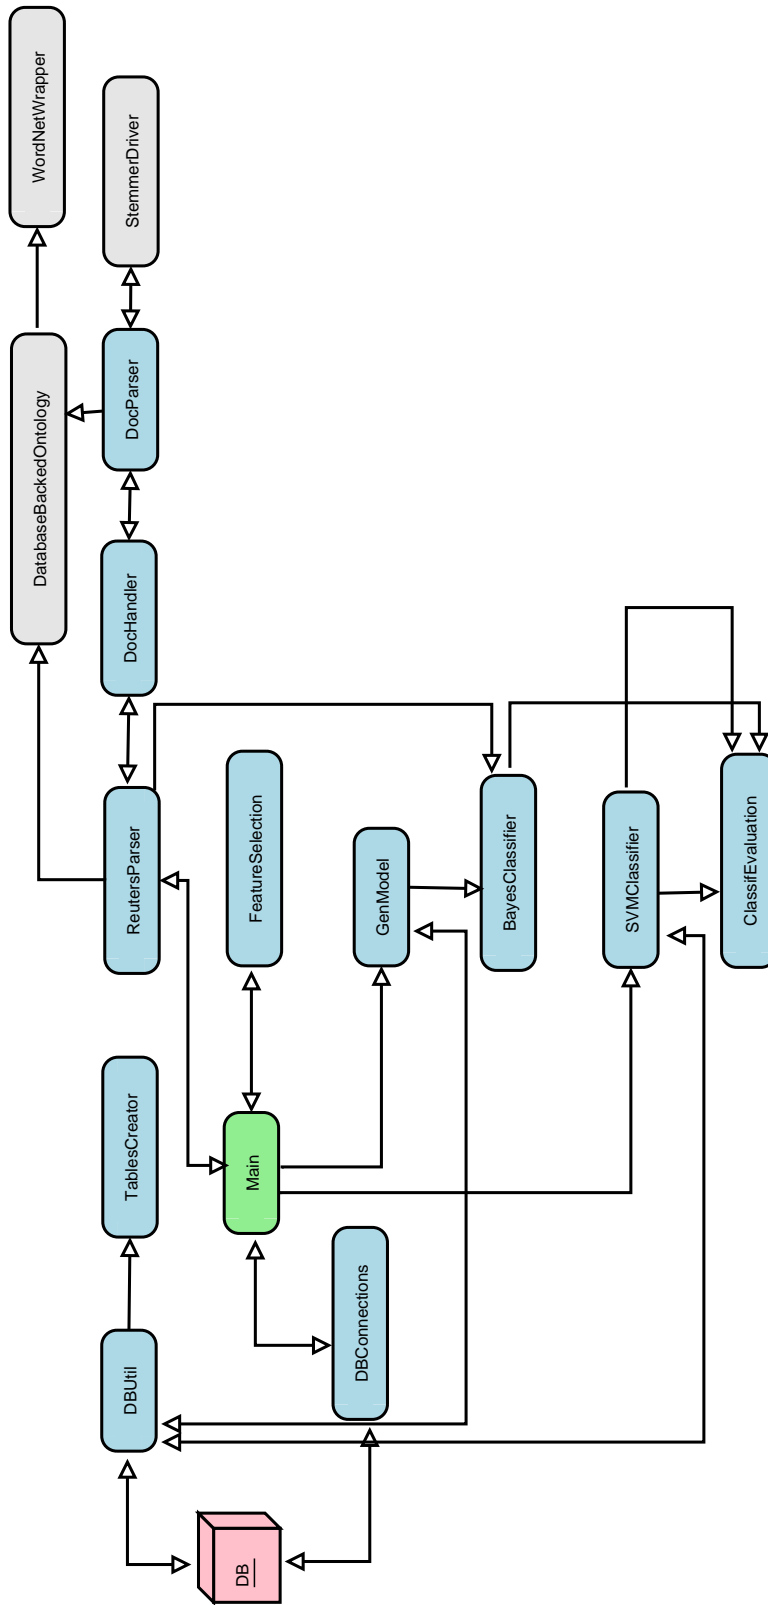 WordNetWrapper
StemmerDriver
DatabaseBackedOntology
DocParser
DocHandler
ReutersParser
FeatureSelection
GenModel
BayesClassifier
SVMClassifier
ClassifEvaluation
TablesCreator
Main
DBConnections
DBUtil
DB